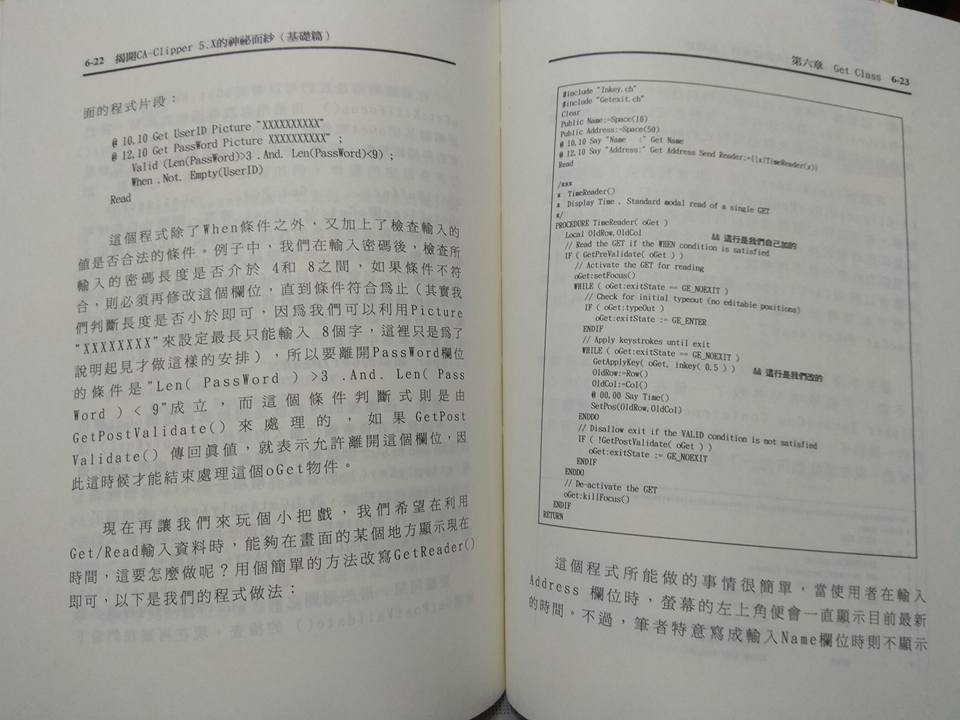 6-22 揭開CA-Clipper 5.X的神祕面紗（基礎篇）
面的程式片段：
@ 10.10 Get UserID Picture "XXXXXXXXXX"
@ 12.10 Get PassWord Picture XXXXXXXXXX" ;
Valid (Len(PassWord)>3 .And. Len(PassWord)<9) ;
When .Not. Empty(UserID)
Read
這個程式除了When條件之外，又加上了檢查輸入的
值是否合法的條件。例子中，我們在輸入密碼後，檢查所
輸入的密碼長度是否介於 4和 8之間，如果條件不符
合，則必須再修改這個欄位，直到條件符合為止（其實我
們判斷長度是否小於即可，因為我們可以利用Picture
"XXXXXXXX"來設定最長只能輸入 8個字，這裡只是為了
說明起見才做這樣的安排），所以要離開PassWord欄位
的條件是"Len( PassWord ) >3 .And. Len( Pass
Word ) < 9"成立，而這個條件判斷式則是由
GetPostValidate() 來處理的，如果 GetPost
Validate() 傳回眞值，就表示允許離開這個欄位，因
此這時候才能結束處理這個oGet物件。
現在再讓我們來玩個小把戲，我們希望在利用
Get/Read輸入資料時，能夠在畫面的某個地方顯示現在
時間，這要怎麼做呢？用個簡單的方法改寫GetReader()
即可，以下是我們的程式做法：
第六章 Get Class 6-23
#include "Inkey.ch"
#include "Getexit.ch"
Clear
Public Name:=Space(10)
Public Address:=Space(50)
@ 10.10 Say "Name   :" Get Name
@ 12.10 Say "Address:" Get Address Send Reader:={|x|TimeReader(x)}
Read
/***
* TimeReader()
* Display Time , Standard modal read of a single GET
*/
PROCEDURE TimeReader( oGet )
Local OldRow,OldCol && 這行是我們自己加的
// Read the GET if the WHEN condition is satisfied
IF ( GetPreValidate( oGet ) )
// Activate the GET for reading
oGet:setFocus()
WHILE ( oGet:exitState == GE_NOEXIT )
// Check for initial typeout (no editable positions)
IF ( oGet:typeOut )
oGet:exitState := GE_ENTER
ENDIF
// Apply keystrokes until exit
WHILE ( oGet:exitState == GE_NOEXIT )
GetApplyKey( oGet, inkey( 0.5 ) ) && 這行是我們改的
OldRow:=Row()
OldCol:=Col()
@ 00.00 Say Time()
SetPos(OldRow,OldCol)
ENDDO
// Disallow exit if the VALID condition is not satisfied
IF ( !GetPostValidate( oGet ) )
oGet:exitState := GE_NOEXIT
ENDIF
ENDDO
// De-activate the GET
oGet:killFocus()
ENDIF
RETURN
這個程式所能做的事情很簡單，當使用者在輸入
Address 欄位時，螢幕的左上角便會一直顯示目前最新
的時間。不過，筆者特意寫成輸入Name欄位時則不顯示